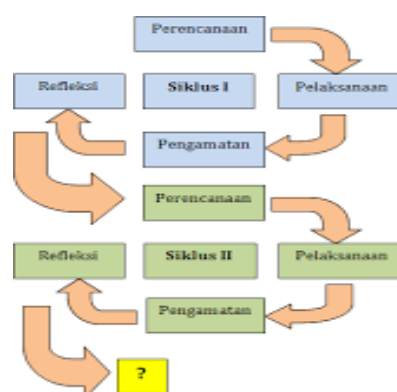 Perencanaan
Refleksi
Siklus I
Pelaksanaan
Pengamatan
Perencanaan
Refleksi
Siklus II
Pelaksanaan
Pengamatan
?